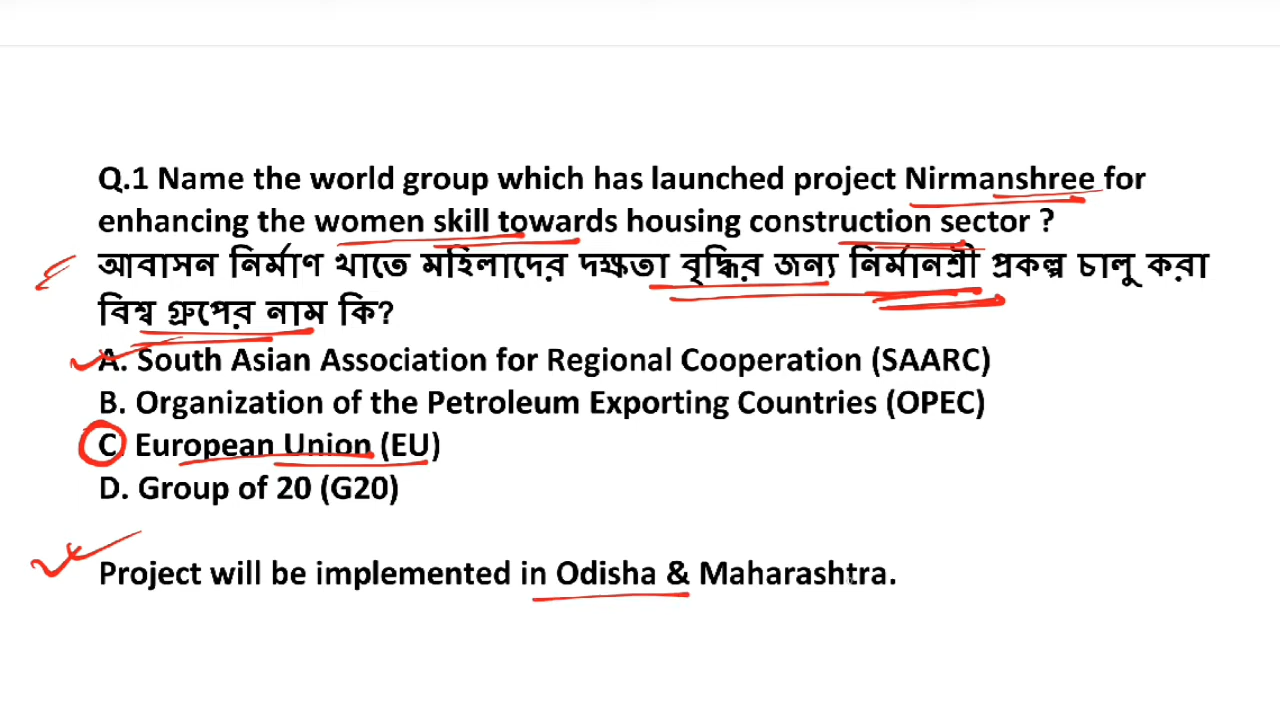 Q.1 Name the world group which has launched project Nirmanshree for
enhancing the women skill towards housing construction sector ?
আবাসন নির্মাণ খাতে মহিলাদের দক্ষতা বৃদ্ধির জন্য নির্মানশ্রী প্রকল্প চালু করা
বিশ্ব গ্রুপের নাম কি?
A. South Asian Association for Regional Cooperation (SAARC)
B. Organization of the Petroleum Exporting Countries (OPEC)
C. European Union (EU)
D. Group of 20 (G20)
Project will be implemented in Odisha & Maharashtra.